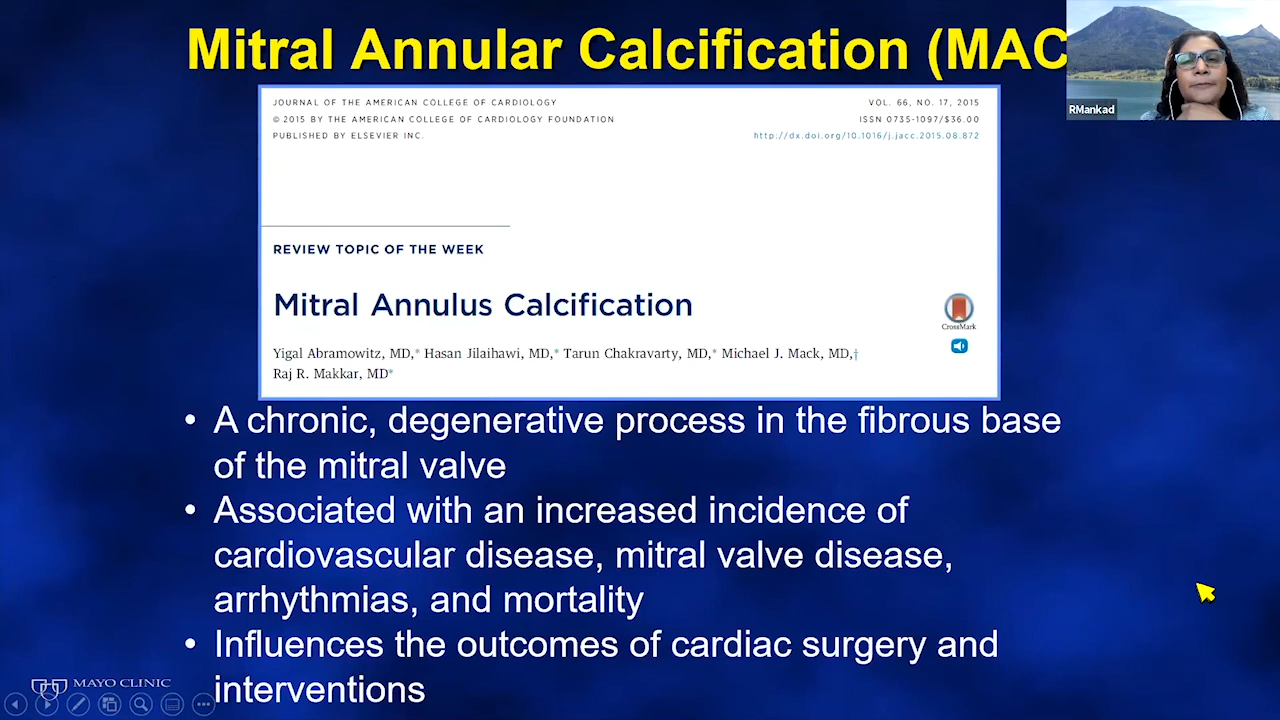 Mitral Annular Calcification (MAC
RMankad
JOURNAL OF THE AMERICAN COLLEGE OF CARDIOLOGY
VOL. 66, NO. 17, 2015
© 2015 BY THE AMERICAN COLLEGE OF CARDIOLOGY FOUNDATION
ISSN 0735-1097/$36.00
PUBLISHED BY ELSEVIER INC.
http://dx.doi.org/10.1016/j.jacc.2015.08.872
REVIEW TOPIC OF THE WEEK
Mitral Annulus Calcification
CrossMark
Yigal Abramowitz, MD,* Hasan Jilaihawi, MD,* Tarun Chakravarty, MD,* Michael J. Mack, MD,†
Raj R. Makkar, MD*
• A chronic, degenerative process in the fibrous base
of the mitral valve
• Associated with an increased incidence of
cardiovascular disease, mitral valve disease,
arrhythmias, and mortality
• Influences the outcomes of cardiac surgery and
interventions
MAYO CLINIC